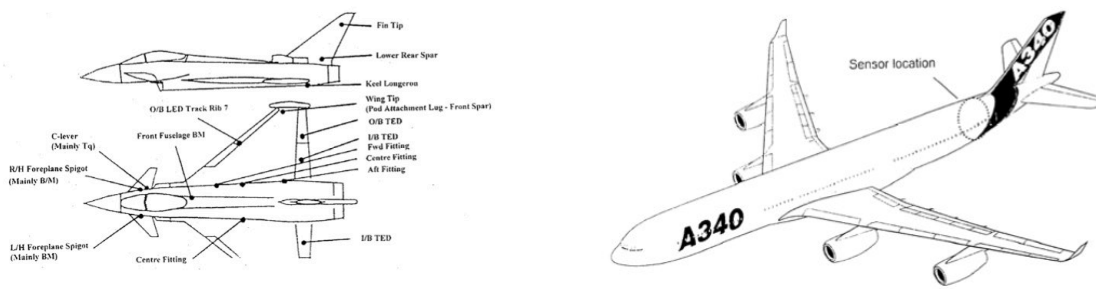 Fin Tip
Lower Rear Spar
Keel Longeron
O/B LED Track Rib 7
Wing Tip
(Pod Attachment Lug - Front Spar)
O/B TED
C-lever
(Mainly Tq)
Front Fuselage BM
I/B TED
Fwd Fitting
Centre Fitting
Aft Fitting
R/H Foreplane Spigot
(Mainly B/M)
L/H Foreplane Spigot
(Mainly BM)
Centre Fitting
I/B TED
Sensor location
A340
A340